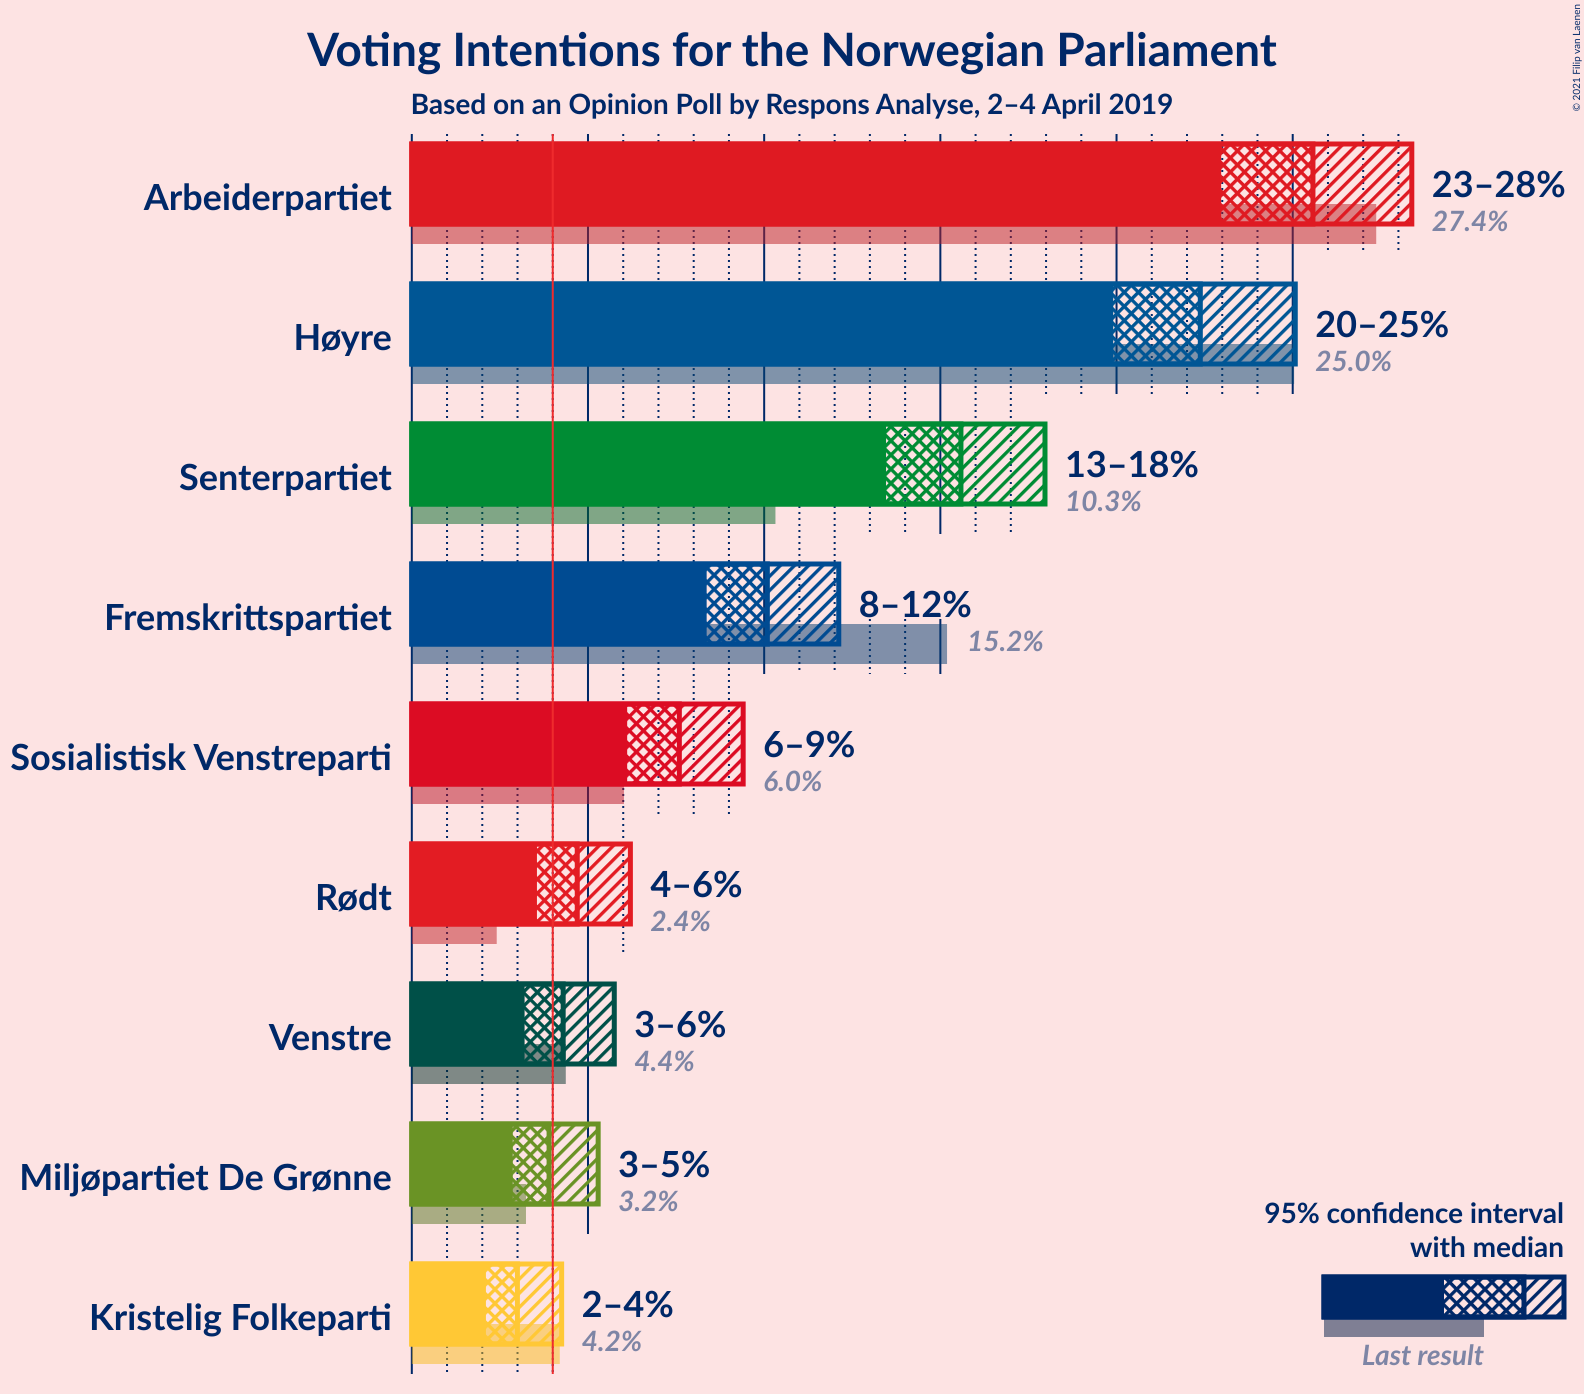 Voting Intentions for the Norwegian Parliament
Based on an Opinion Poll by Respons Analyse, 2–4 April 2019
© 2021 Filip van Laenen
Arbeiderpartiet
23–28%
27.4%
Høyre
20–25%
25.0%
Senterpartiet
13–18%
10.3%
Fremskrittspartiet
8–12%
15.2%
Sosialistisk Venstreparti
6–9%
6.0%
Rødt
4–6%
2.4%
Venstre
3–6%
4.4%
Miljøpartiet De Grønne
3–5%
3.2%
Kristelig Folkeparti
2–4%
4.2%
95% confidence interval
with median
Last result